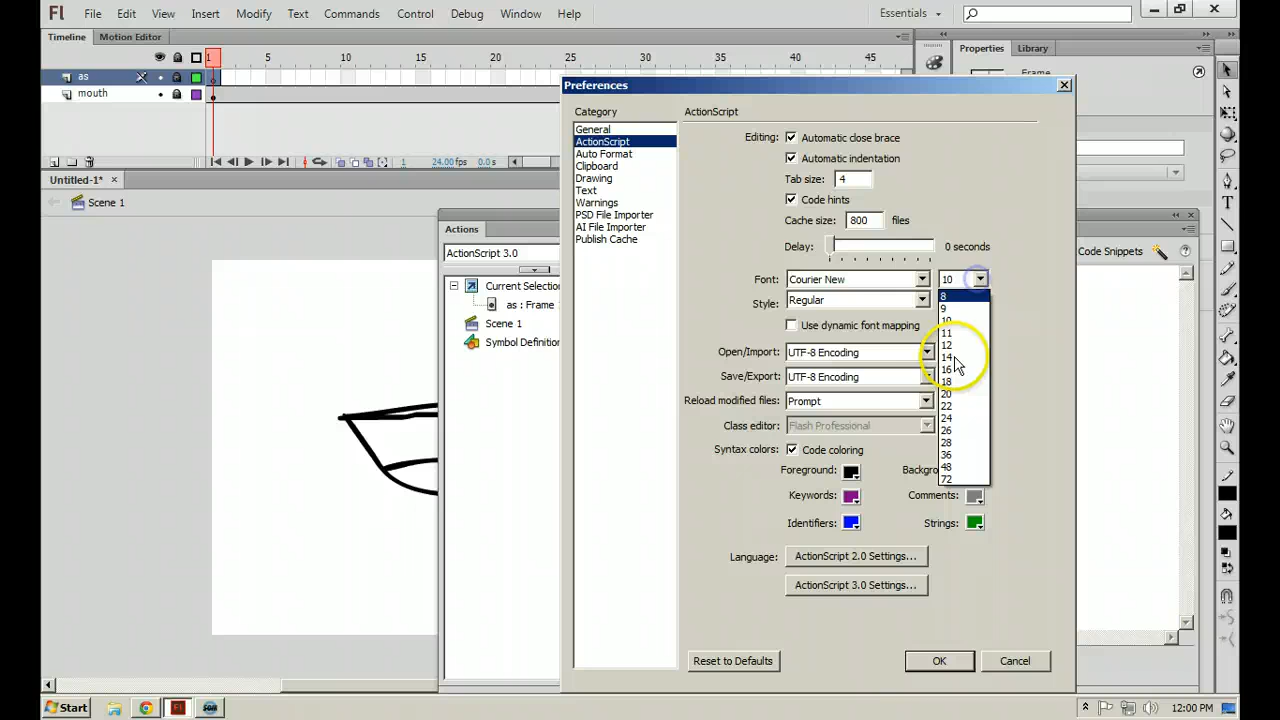 Fl File Edit View Insert Modify Text Commands Control Debug Window Help Essentials
Timeline Motion Editor
Properties Library
1 5 10 15 20 25 30 35 40 45
as
Frame
mouth
1 24.00 fps 0.0 s
Untitled-1*
Scene 1
Actions
ActionScript 3.0
Current Selectio
as : Frame
Scene 1
Symbol Definitio
Code Snippets
Preferences
Category
General
ActionScript
Auto Format
Clipboard
Drawing
Text
Warnings
PSD File Importer
AI File Importer
Publish Cache
ActionScript
Editing: Automatic close brace
Automatic indentation
Tab size: 4
Code hints
Cache size: 800 files
Delay: 0 seconds
Font: Courier New 10
Style: Regular
8
9
10
11
12
14
16
18
20
22
24
26
28
36
48
72
Use dynamic font mapping
Open/Import: UTF-8 Encoding
Save/Export: UTF-8 Encoding
Reload modified files: Prompt
Class editor: Flash Professional
Syntax colors: Code coloring
Foreground: Backgro
Keywords: Comments:
Identifiers: Strings:
Language: ActionScript 2.0 Settings...
ActionScript 3.0 Settings...
Reset to Defaults OK Cancel
Start 12:00 PM